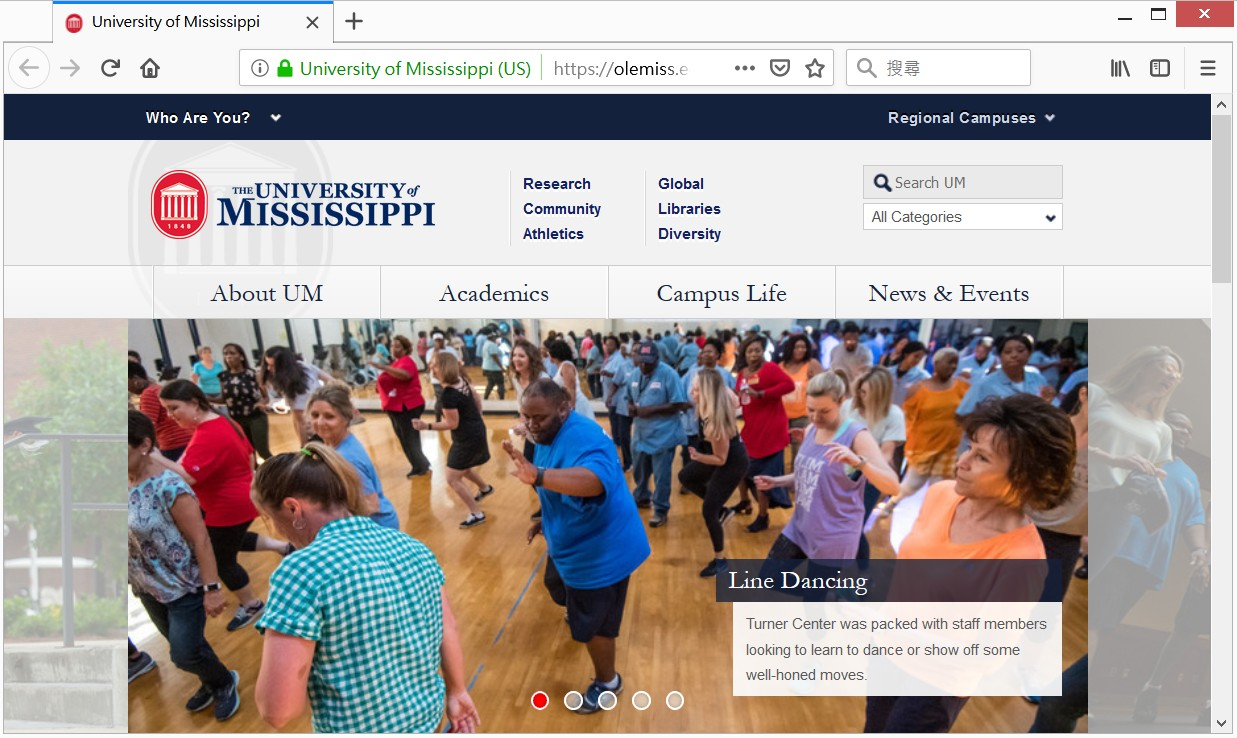 University of Mississippi
University of Mississippi (US)
https://olemiss.e
搜尋
Who Are You?
Regional Campuses
THE UNIVERSITY of
MISSISSIPPI
1848
Research
Community
Athletics
Global
Libraries
Diversity
Search UM
All Categories
About UM
Academics
Campus Life
News & Events
Line Dancing
Turner Center was packed with staff members
looking to learn to dance or show off some
well-honed moves.